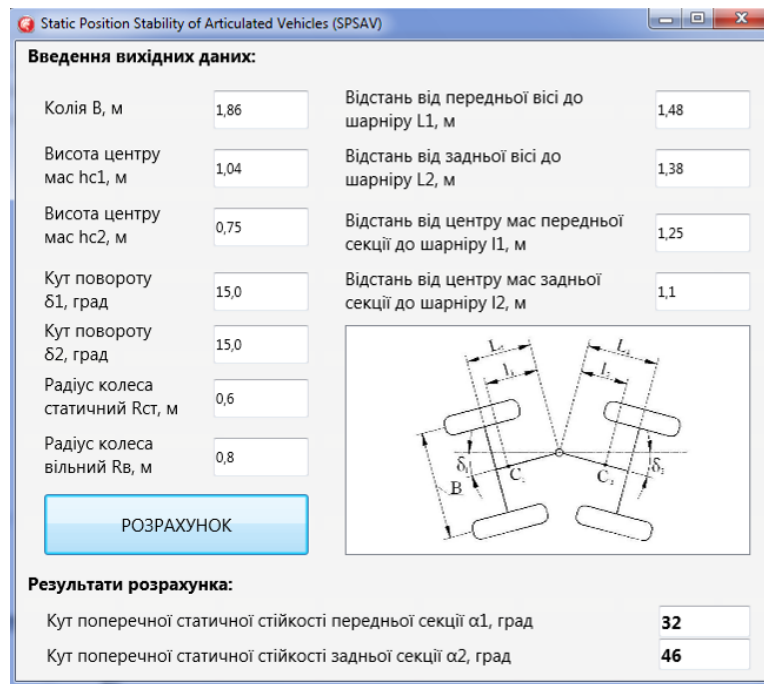 Static Position Stability of Articulated Vehicles (SPSAV)
Введення вихідних даних:
Колія B, м
1,86
Відстань від передньої вісі до
шарніру L1, м
1,48
Висота центру
мас hc1, м
1,04
Відстань від задньої вісі до
шарніру L2, м
1,38
Висота центру
мас hc2, м
0,75
Відстань від центру мас передньої
секції до шарніру l1, м
1,25
Кут повороту
δ1, град
15,0
Відстань від центру мас задньої
секції до шарніру l2, м
1,1
Кут повороту
δ2, град
15,0
Радіус колеса
статичний Rст, м
0,6
Радіус колеса
вільний Rв, м
0,8
δ₁
B
РОЗРАХУНОК
Результати розрахунка:
Кут поперечної статичної стійкості передньої секції α1, град
32
Кут поперечної статичної стійкості задньої секції α2, град
46